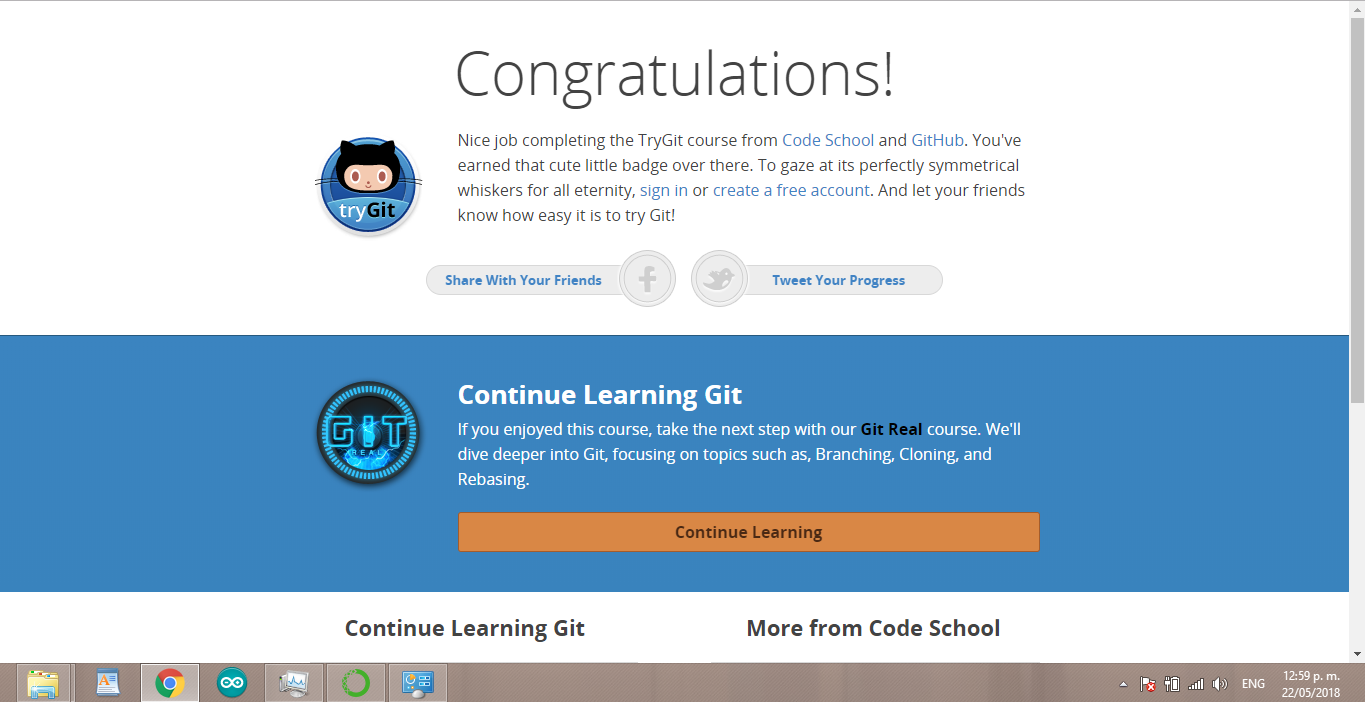 Congratulations!
Nice job completing the TryGit course from Code School and GitHub. You've
earned that cute little badge over there. To gaze at its perfectly symmetrical
whiskers for all eternity, sign in or create a free account. And let your friends
know how easy it is to try Git!
tryGit
Share With Your Friends
Tweet Your Progress
Continue Learning Git
If you enjoyed this course, take the next step with our Git Real course. We'll
dive deeper into Git, focusing on topics such as, Branching, Cloning, and
Rebasing.
GIT
REAL
Continue Learning
Continue Learning Git
More from Code School
ENG
12:59 p. m.
22/05/2018